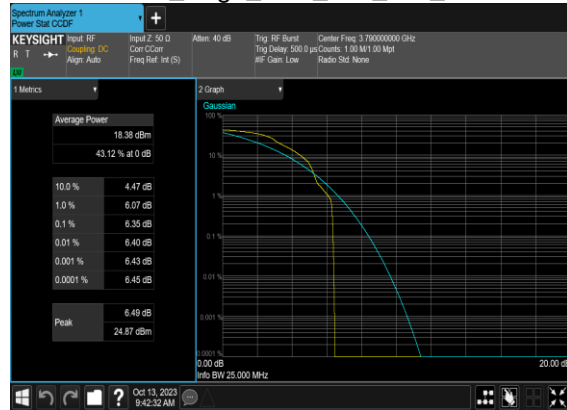 Spectrum Analyzer 1
Power Stat CCDF
KEYSIGHT
R T
Input: RF
Coupling: DC
Align: Auto
Input Z: 50 Ω
Corr CCorr
Freq Ref: Int (S)
Atten: 40 dB
Trig: RF Burst
Trig Delay: 500.0 µs
#IF Gain: Low
Center Freq: 3.790000000 GHz
Counts: 1.00 M/1.00 Mpt
Radio Std: None
1 Metrics
Average Power
18.38 dBm
43.12 % at 0 dB
10.0 % 4.47 dB
1.0 % 6.07 dB
0.1 % 6.35 dB
0.01 % 6.40 dB
0.001 % 6.43 dB
0.0001 % 6.45 dB
Peak
6.49 dB
24.87 dBm
2 Graph
Gaussian
100 %
10 %
1 %
0.1 %
0.01 %
0.001 %
0.0001 %
0.00 dB
20.00 dB
Info BW 25.000 MHz
Oct 13, 2023
9:42:32 AM